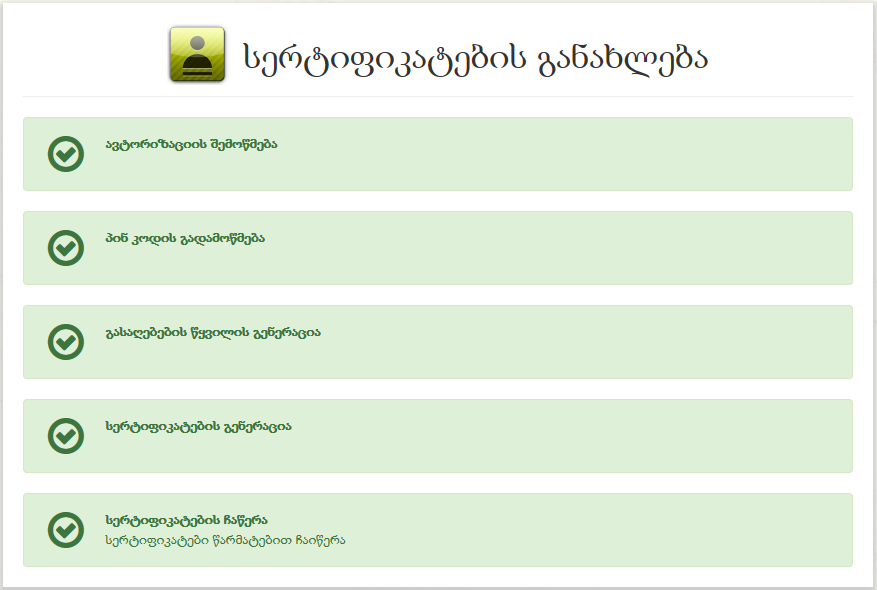 სერტიფიკატების განახლება
ავტორიზაციის შემოწმება
პინ კოდის გადამოწმება
გასაღებების წყვილის გენერაცია
სერტიფიკატების გენერაცია
სერტიფიკატების ჩაწერა
სერტიფიკატები წარმატებით ჩაიწერა